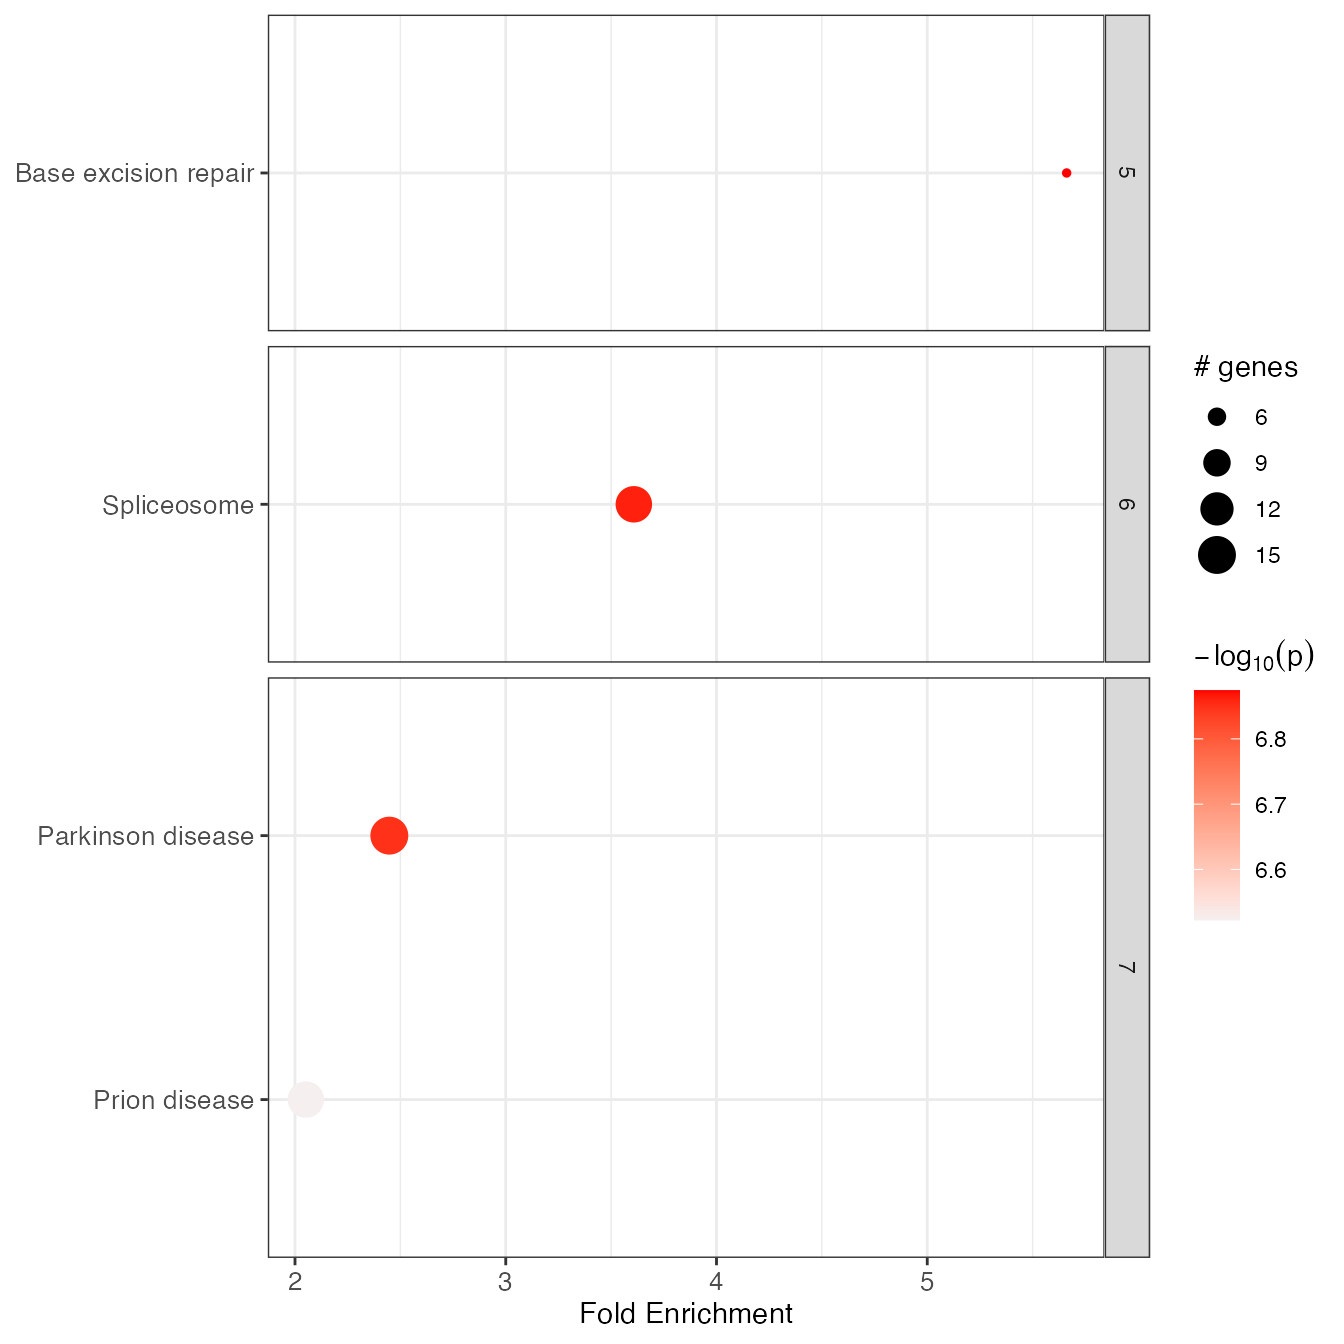 Base excision repair
5
Spliceosome
6
Parkinson disease
Prion disease
7
2 3 4 5
Fold Enrichment
# genes
6
9
12
15
−log₁₀(p)
6.8
6.7
6.6